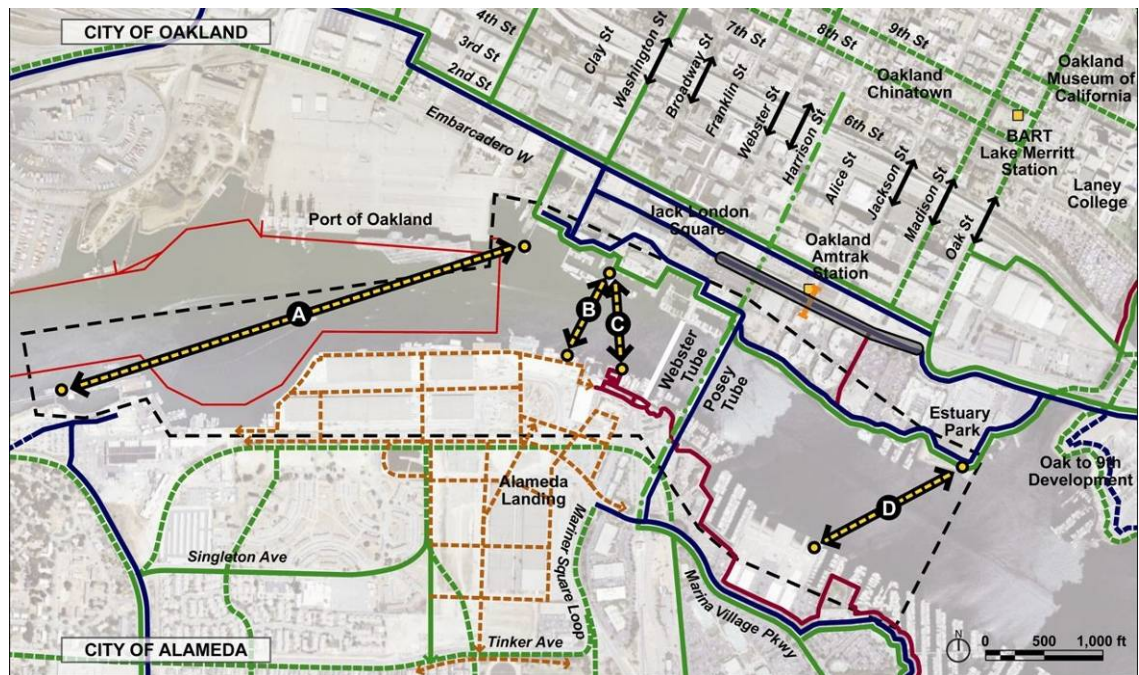 CITY OF OAKLAND
4th St
3rd St
2nd St
Clay St
Washington St
Broadway St
Franklin St
7th St
8th St
9th St
Webster St
Harrison St
6th St
Alice St
Jackson St
Madison St
Oak St
Oakland
Chinatown
Oakland
Museum of
California
BART
Lake Merritt
Station
Laney
College
Embarcadero W
Port of Oakland
Jack London
Square
Oakland
Amtrak
Station
A
B
C
Webster
Tube
Posey
Tube
Estuary
Park
Oak to 9th
Development
D
Alameda
Landing
Singleton Ave
Mariner Square Loop
Tinker Ave
Marina Village Pkwy
CITY OF ALAMEDA
N
0 500 1,000 ft